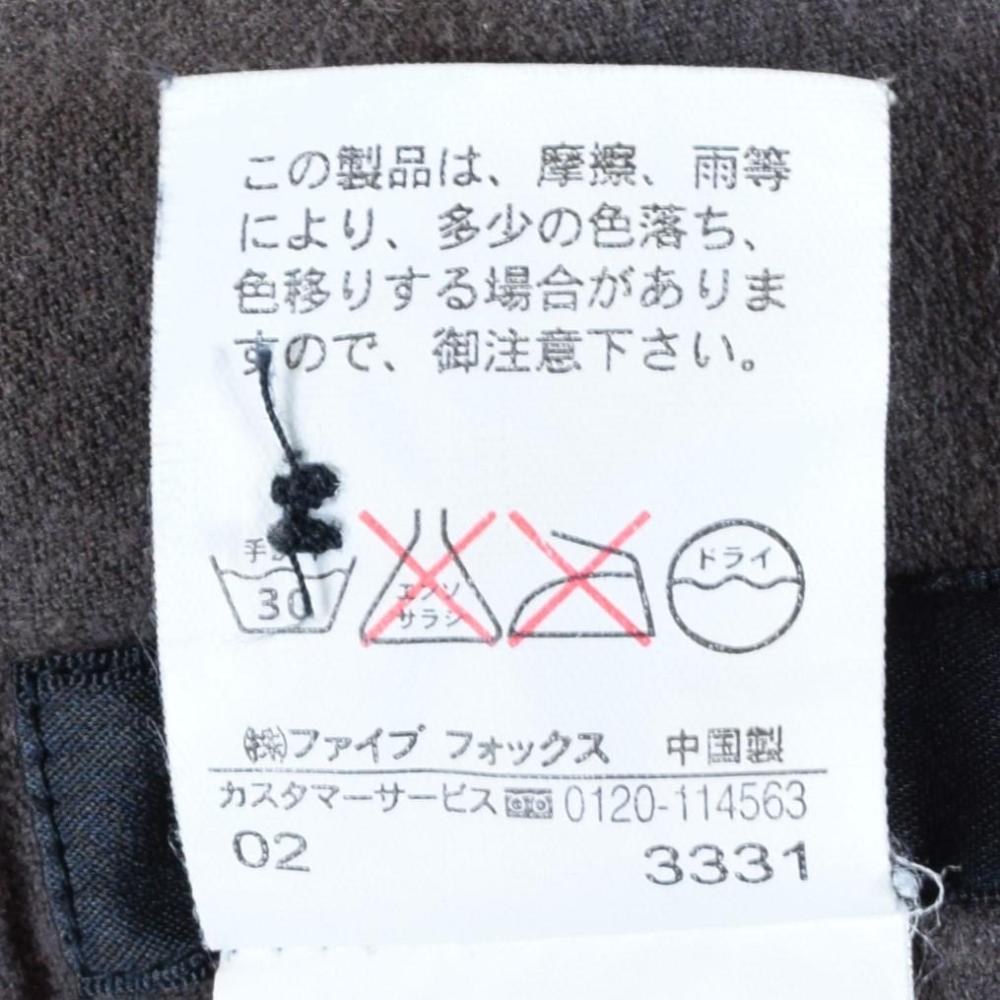 この製品は、摩擦、雨等
により、多少の色落ち、
色移りする場合がありま
すので、御注意下さい。
手
30
エンソ
サラシ
ドライ
㈱ファイブ フォックス 中国製
カスタマーサービス 0120-114563
02 3331